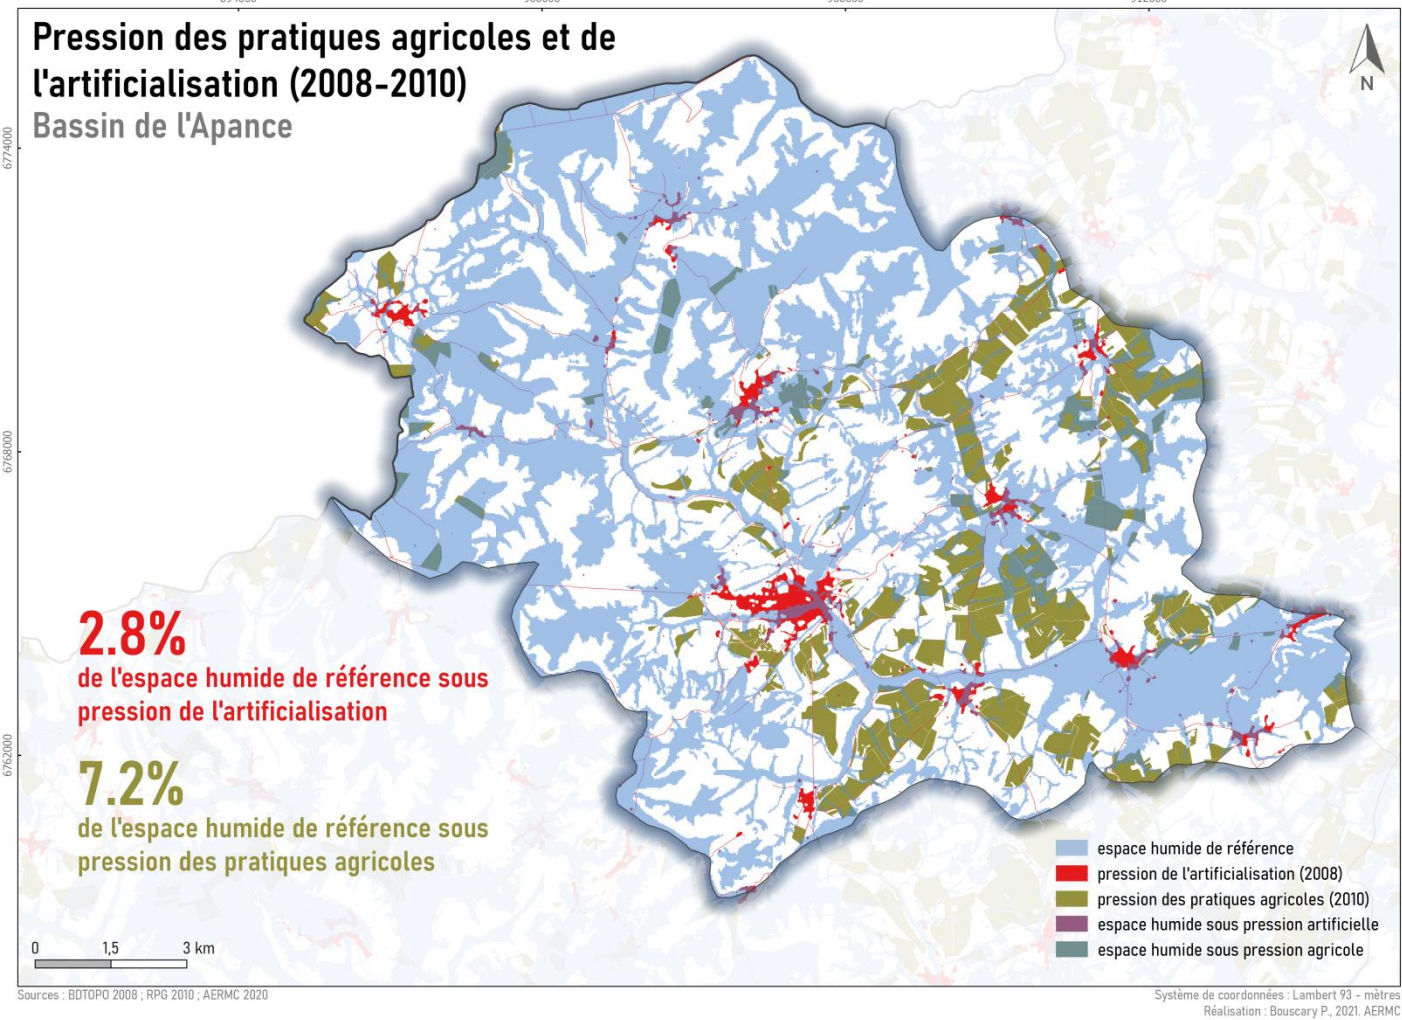 Pression des pratiques agricoles et de
l'artificialisation (2008-2010)
Bassin de l'Apance
N
6774000
6768000
6762000
2.8%
de l'espace humide de référence sous
pression de l'artificialisation
7.2%
de l'espace humide de référence sous
pression des pratiques agricoles
espace humide de référence
pression de l'artificialisation (2008)
pression des pratiques agricoles (2010)
espace humide sous pression artificielle
espace humide sous pression agricole
0 1,5 3 km
Sources : BDTOPO 2008 ; RPG 2010 ; AERMC 2020
Système de coordonnées : Lambert 93 - mètres
Réalisation : Bouscary P., 2021. AERMC